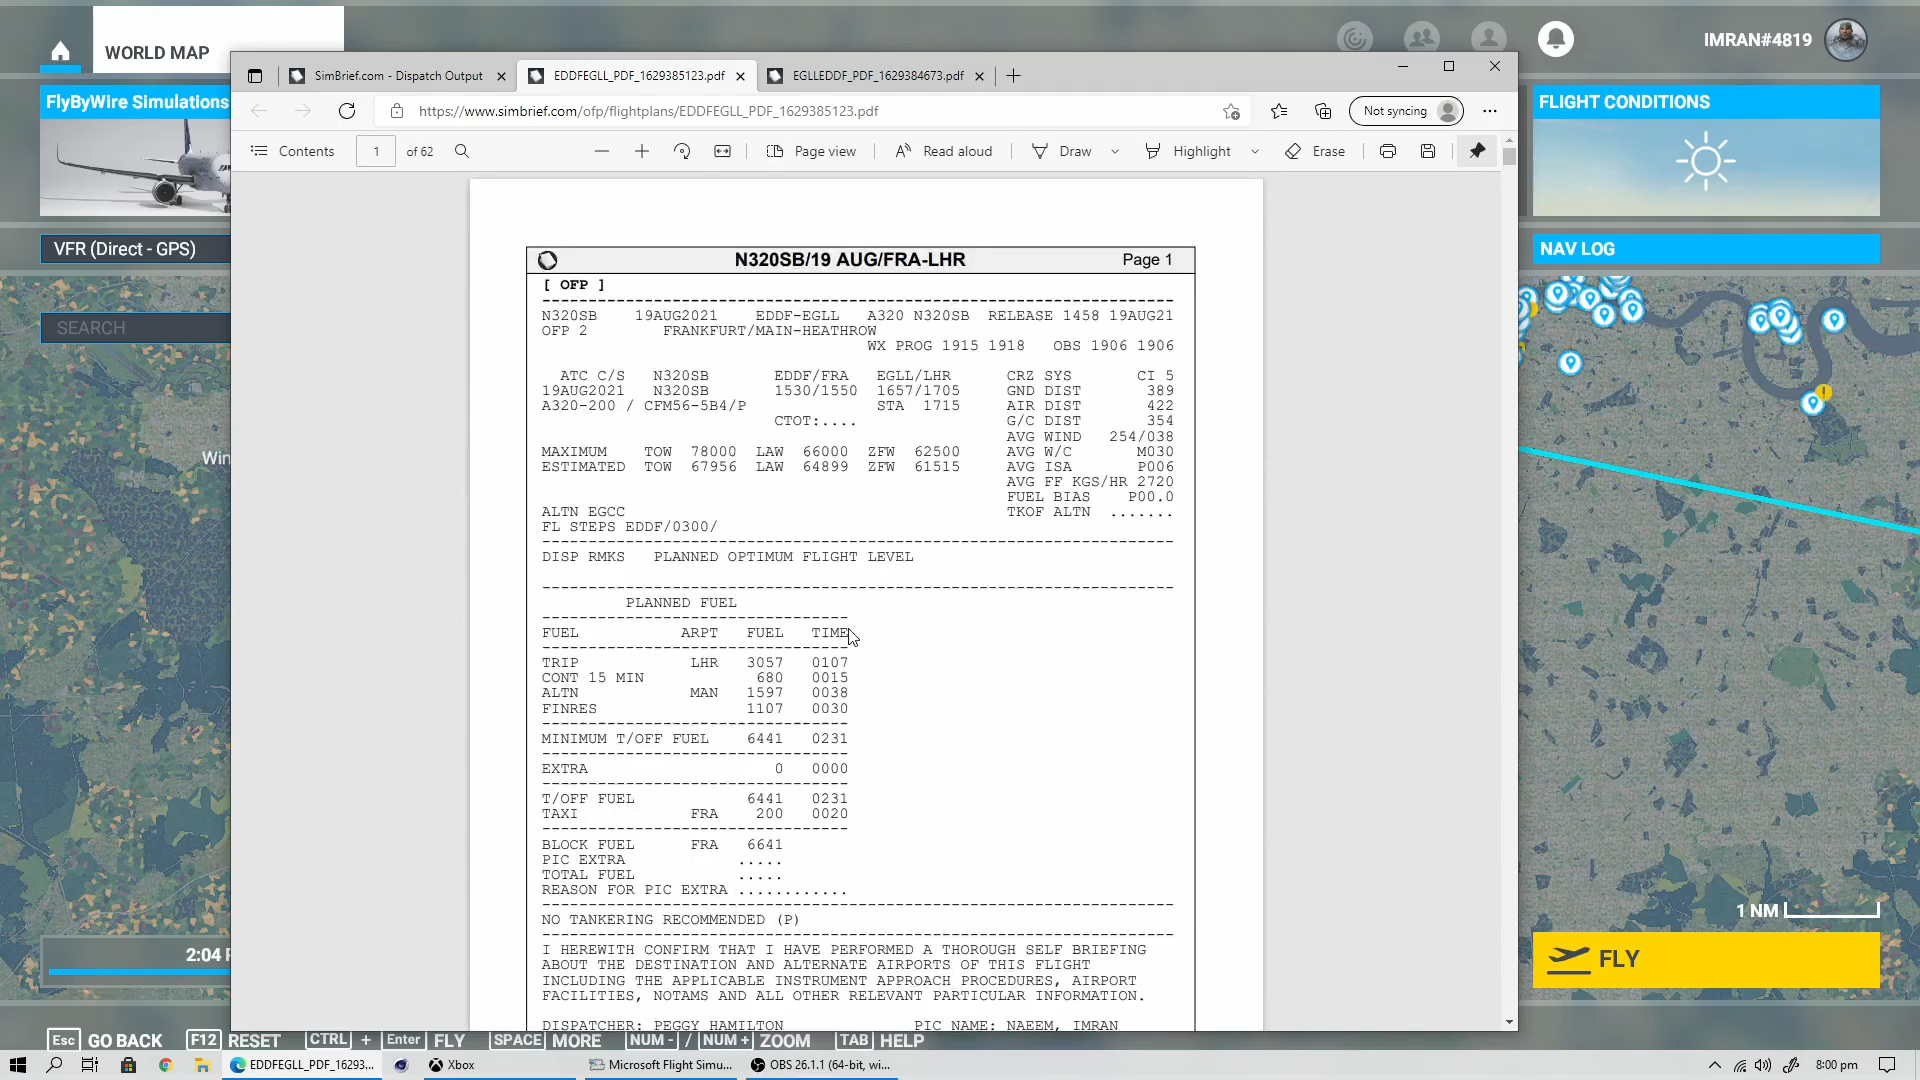 WORLD MAP
IMRAN#4819
SimBrief.com - Dispatch Output
EDDFEGLL_PDF_1629385123.pdf
EGLLEDDF_PDF_1629384673.pdf
https://www.simbrief.com/ofp/flightplans/EDDFEGLL_PDF_1629385123.pdf
Not syncing
Contents 1 of 62 Page view Read aloud Draw Highlight Erase
FlyByWire Simulations
VFR (Direct - GPS)
SEARCH
FLIGHT CONDITIONS
NAV LOG
N320SB/19 AUG/FRA-LHR Page 1
[ OFP ]
N320SB 19AUG2021 EDDF-EGLL A320 N320SB RELEASE 1458 19AUG21
OFP 2 FRANKFURT/MAIN-HEATHROW
WX PROG 1915 1918 OBS 1906 1906
ATC C/S N320SB EDDF/FRA EGLL/LHR CRZ SYS CI 5
19AUG2021 N320SB 1530/1550 1657/1705 GND DIST 389
A320-200 / CFM56-5B4/P STA 1715 AIR DIST 422
CTOT:.... G/C DIST 354
AVG WIND 254/038
MAXIMUM TOW 78000 LAW 66000 ZFW 62500 AVG W/C M030
ESTIMATED TOW 67956 LAW 64899 ZFW 61515 AVG ISA P006
AVG FF KGS/HR 2720
FUEL BIAS P00.0
ALTN EGCC TKOF ALTN .......
FL STEPS EDDF/0300/
DISP RMKS PLANNED OPTIMUM FLIGHT LEVEL
PLANNED FUEL
FUEL ARPT FUEL TIME
TRIP LHR 3057 0107
CONT 15 MIN 680 0015
ALTN MAN 1597 0038
FINRES 1107 0030
MINIMUM T/OFF FUEL 6441 0231
EXTRA 0 0000
T/OFF FUEL 6441 0231
TAXI FRA 200 0020
BLOCK FUEL FRA 6641
PIC EXTRA .....
TOTAL FUEL .....
REASON FOR PIC EXTRA ............
NO TANKERING RECOMMENDED (P)
I HEREWITH CONFIRM THAT I HAVE PERFORMED A THOROUGH SELF BRIEFING
ABOUT THE DESTINATION AND ALTERNATE AIRPORTS OF THIS FLIGHT
INCLUDING THE APPLICABLE INSTRUMENT APPROACH PROCEDURES, AIRPORT
FACILITIES, NOTAMS AND ALL OTHER RELEVANT PARTICULAR INFORMATION.
DISPATCHER: PEGGY HAMILTON PIC NAME: NAEEM, IMRAN
Win
2:04
1 NM
FLY
Esc GO BACK F12 RESET CTRL + Enter FLY SPACE MORE NUM - / NUM + ZOOM TAB HELP
EDDFEGLL_PDF_16293...
Xbox
Microsoft Flight Simu...
OBS 26.1.1 (64-bit, wi...
8:00 pm